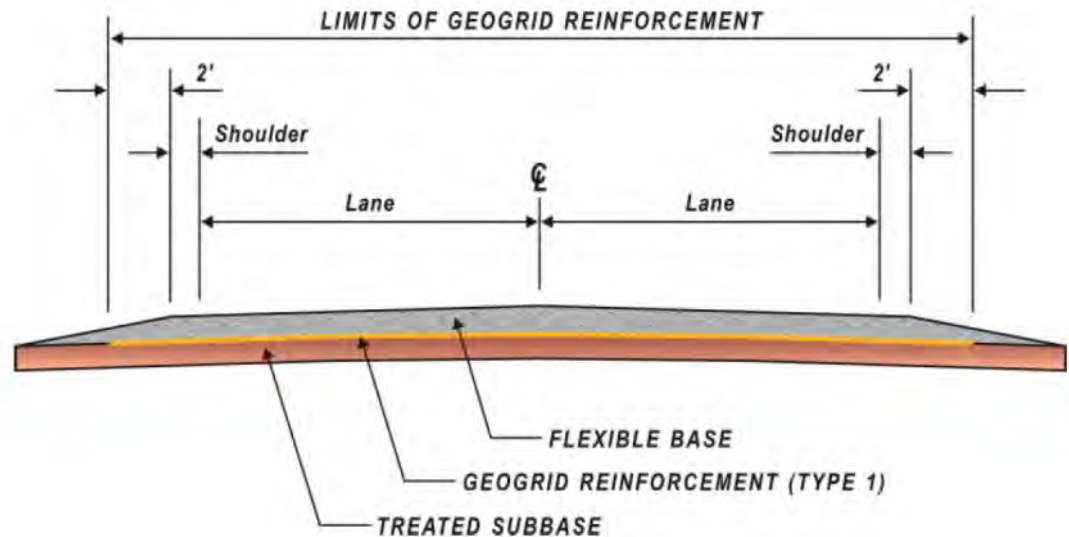 LIMITS OF GEOGRID REINFORCEMENT
2' 2'
Shoulder Shoulder
℄
Lane Lane
FLEXIBLE BASE
GEOGRID REINFORCEMENT (TYPE 1)
TREATED SUBBASE